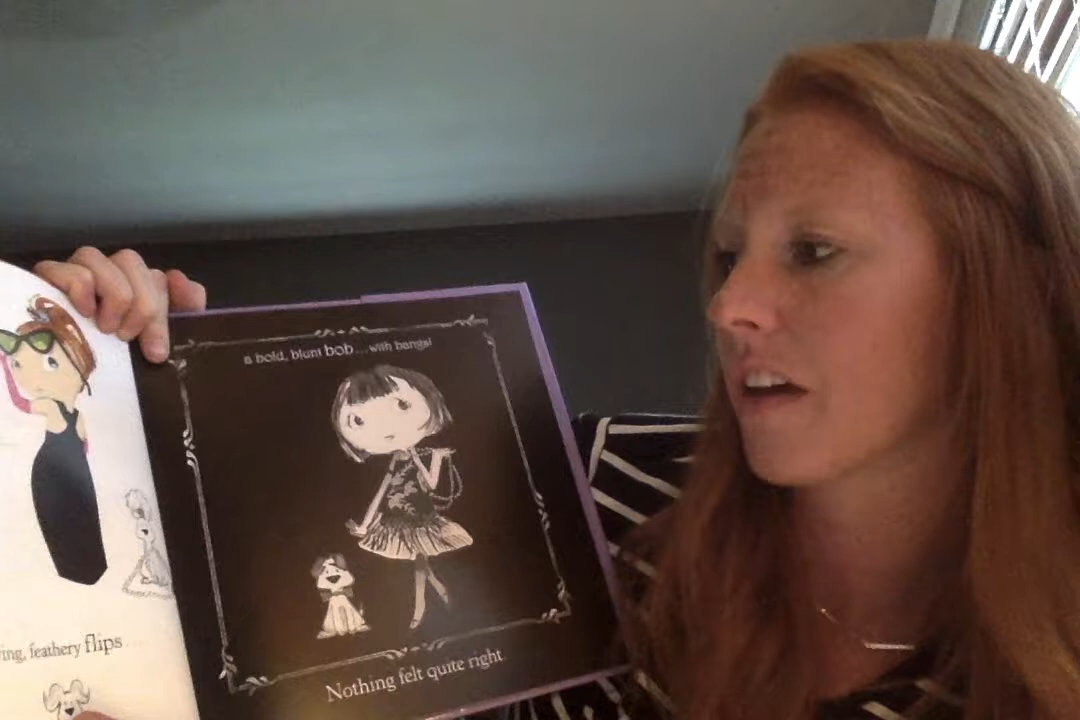 feathery flips . . .
a bold, blunt bob . . . with bangs!
Nothing felt quite right.